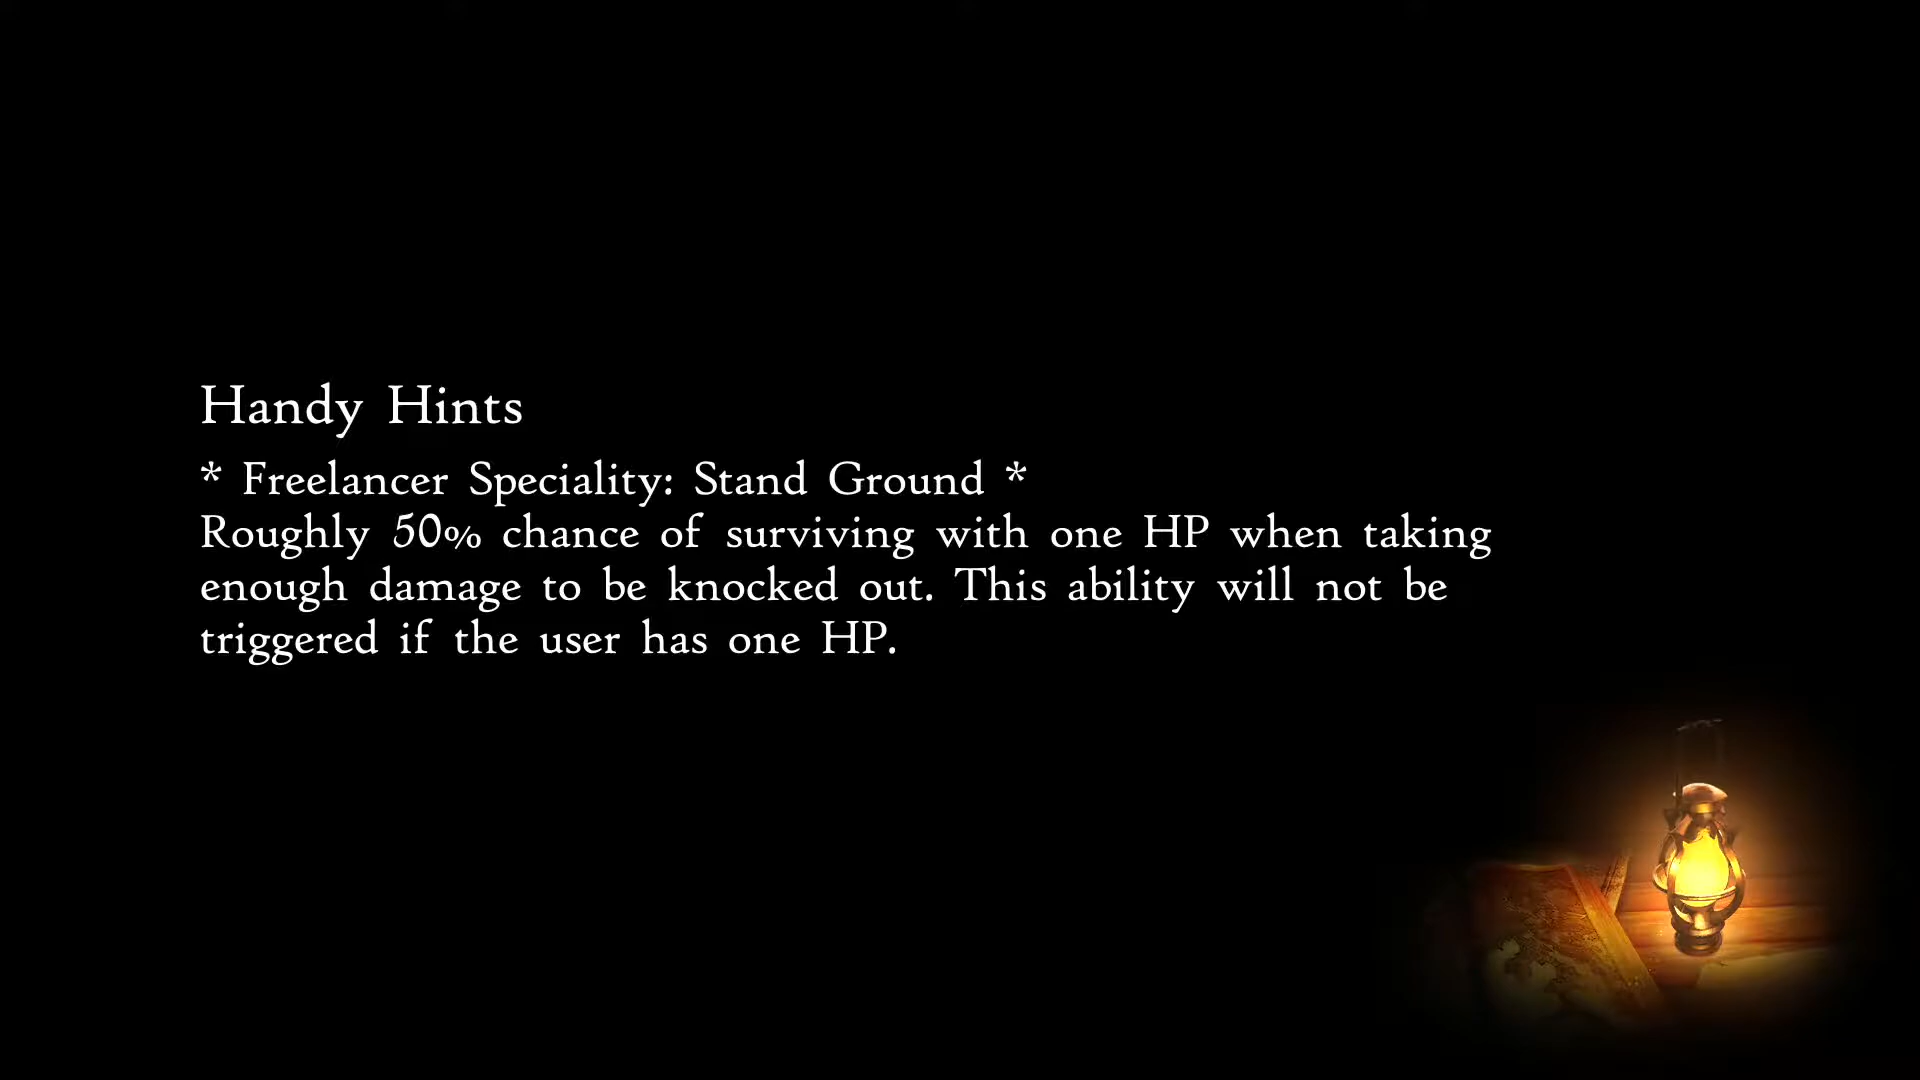 Handy Hints
* Freelancer Speciality: Stand Ground *
Roughly 50% chance of surviving with one HP when taking
enough damage to be knocked out. This ability will not be
triggered if the user has one HP.